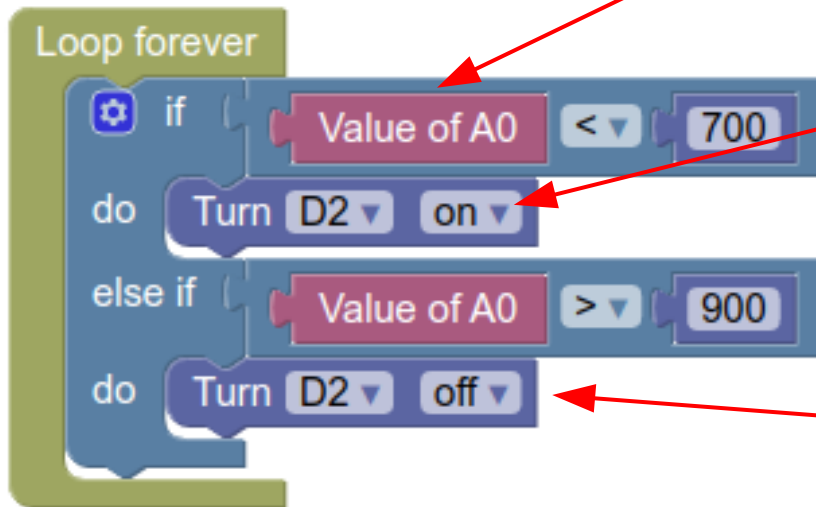 Loop forever
if Value of A0 < 700
do Turn D2 on
else if Value of A0 > 900
do Turn D2 off